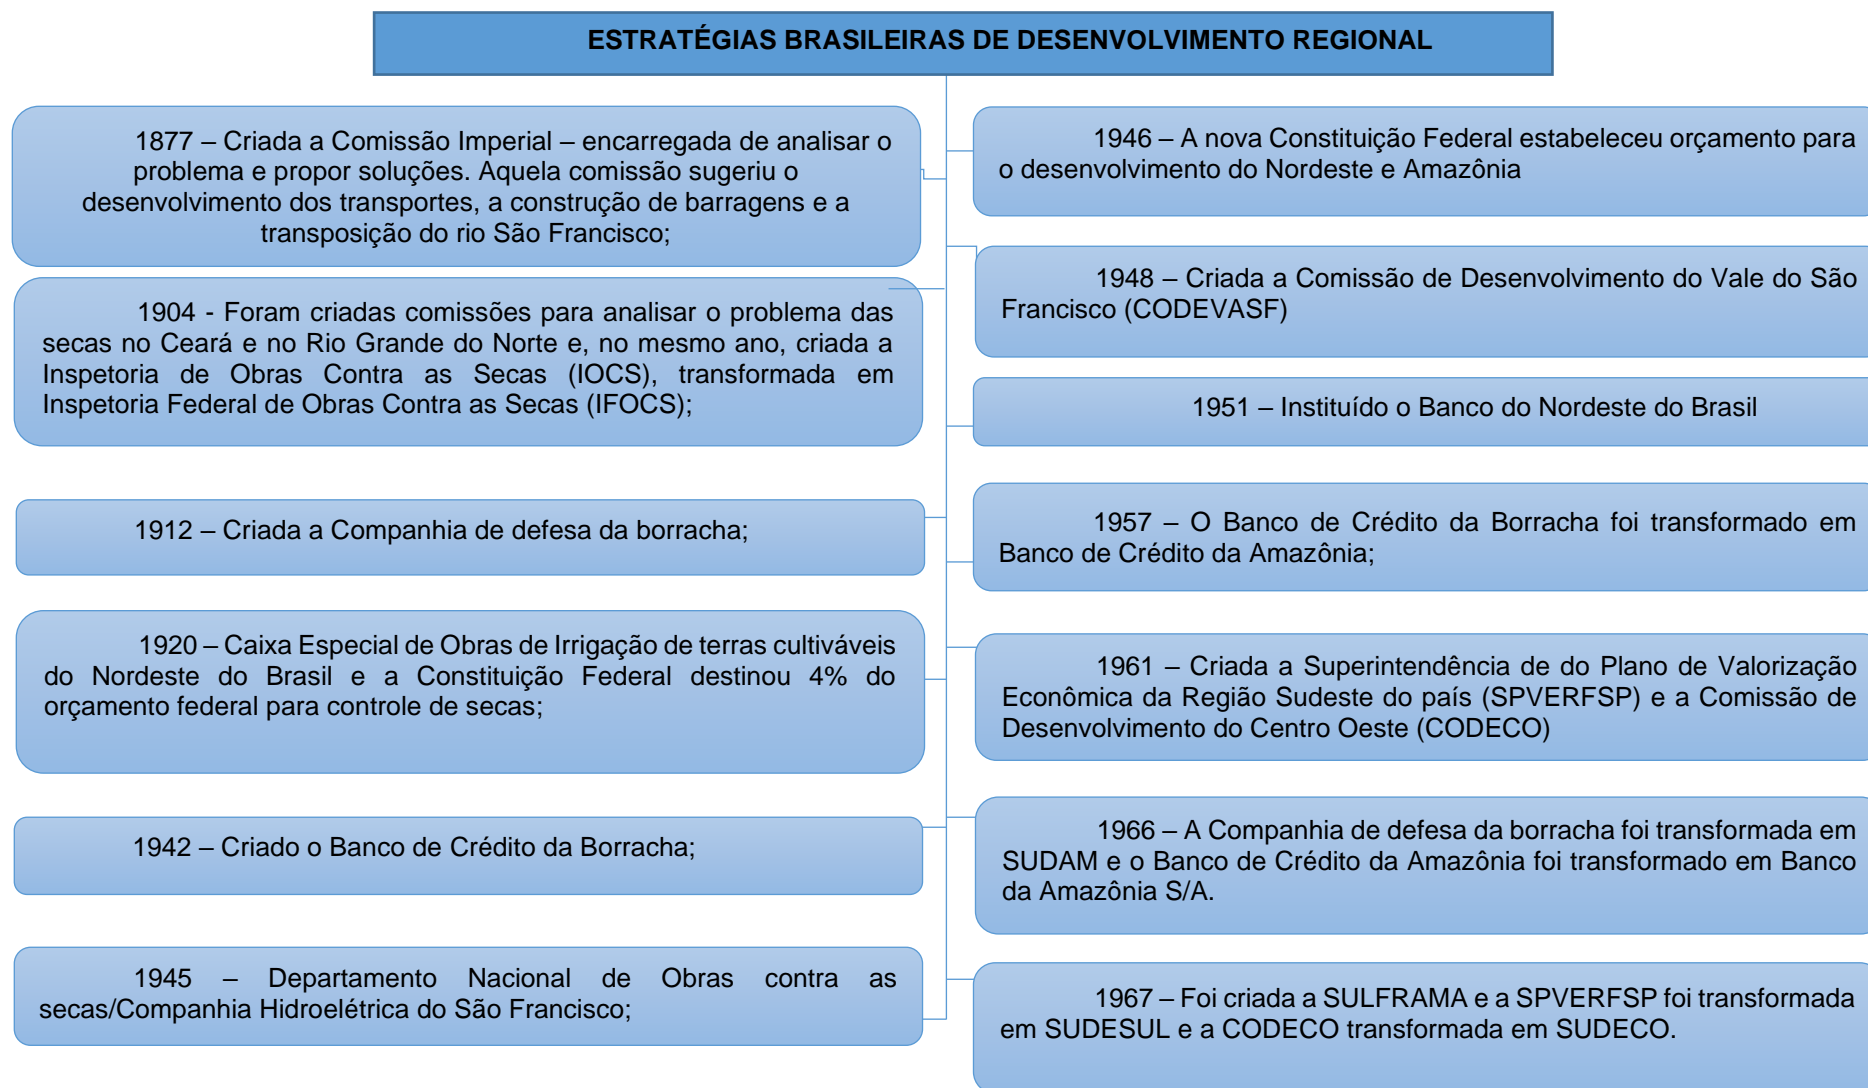 ESTRATÉGIAS BRASILEIRAS DE DESENVOLVIMENTO REGIONAL
1877 – Criada a Comissão Imperial – encarregada de analisar o
problema e propor soluções. Aquela comissão sugeriu o
desenvolvimento dos transportes, a construção de barragens e a
transposição do rio São Francisco;
1904 - Foram criadas comissões para analisar o problema das
secas no Ceará e no Rio Grande do Norte e, no mesmo ano, criada a
Inspetoria de Obras Contra as Secas (IOCS), transformada em
Inspetoria Federal de Obras Contra as Secas (IFOCS);
1912 – Criada a Companhia de defesa da borracha;
1920 – Caixa Especial de Obras de Irrigação de terras cultiváveis
do Nordeste do Brasil e a Constituição Federal destinou 4% do
orçamento federal para controle de secas;
1942 – Criado o Banco de Crédito da Borracha;
1945 – Departamento Nacional de Obras contra as
secas/Companhia Hidroelétrica do São Francisco;
1946 – A nova Constituição Federal estabeleceu orçamento para
o desenvolvimento do Nordeste e Amazônia
1948 – Criada a Comissão de Desenvolvimento do Vale do São
Francisco (CODEVASF)
1951 – Instituído o Banco do Nordeste do Brasil
1957 – O Banco de Crédito da Borracha foi transformado em
Banco de Crédito da Amazônia;
1961 – Criada a Superintendência de do Plano de Valorização
Econômica da Região Sudeste do país (SPVERFSP) e a Comissão de
Desenvolvimento do Centro Oeste (CODECO)
1966 – A Companhia de defesa da borracha foi transformada em
SUDAM e o Banco de Crédito da Amazônia foi transformado em Banco
da Amazônia S/A.
1967 – Foi criada a SULFRAMA e a SPVERFSP foi transformada
em SUDESUL e a CODECO transformada em SUDECO.